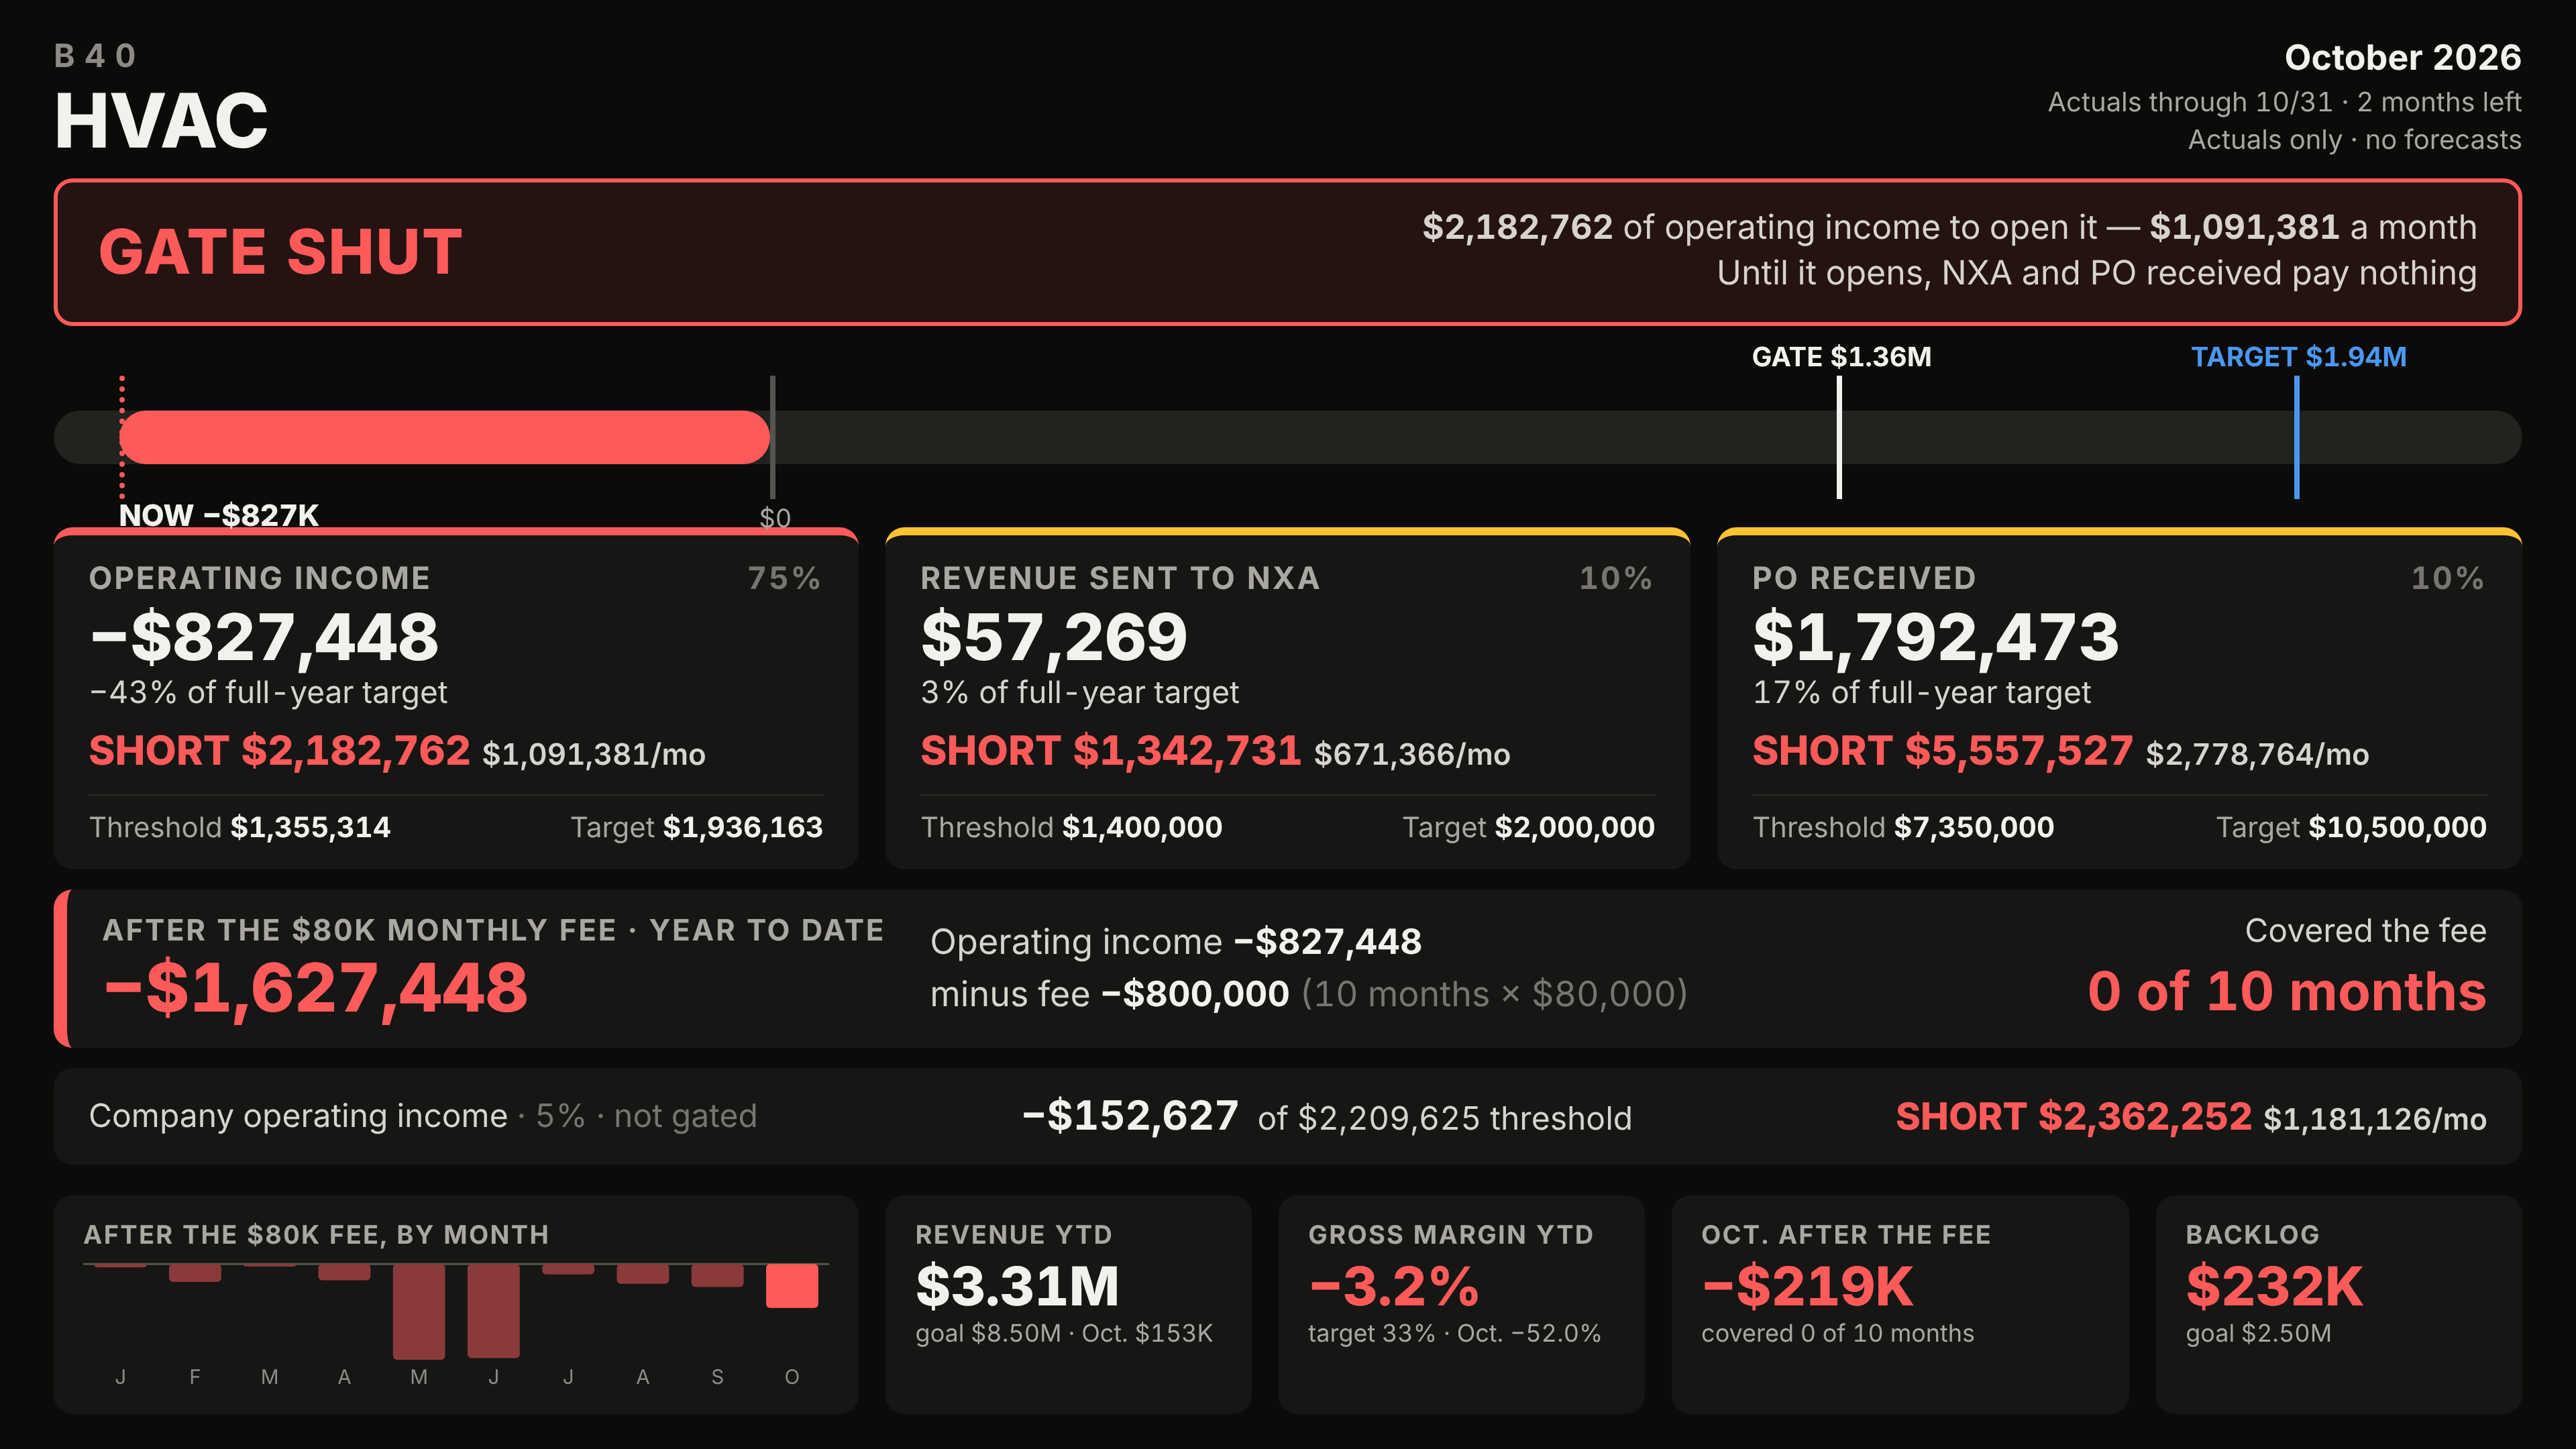 B40
HVAC
October 2026
Actuals through 10/31 · 2 months left
Actuals only · no forecasts
GATE SHUT
$2,182,762 of operating income to open it — $1,091,381 a month
Until it opens, NXA and PO received pay nothing
GATE $1.36M
TARGET $1.94M
NOW −$827K
$0
OPERATING INCOME 75%
−$827,448
−43% of full-year target
SHORT $2,182,762 $1,091,381/mo
Threshold $1,355,314 Target $1,936,163
REVENUE SENT TO NXA 10%
$57,269
3% of full-year target
SHORT $1,342,731 $671,366/mo
Threshold $1,400,000 Target $2,000,000
PO RECEIVED 10%
$1,792,473
17% of full-year target
SHORT $5,557,527 $2,778,764/mo
Threshold $7,350,000 Target $10,500,000
AFTER THE $80K MONTHLY FEE · YEAR TO DATE
−$1,627,448
Operating income −$827,448
minus fee −$800,000 (10 months × $80,000)
Covered the fee
0 of 10 months
Company operating income · 5% · not gated
−$152,627 of $2,209,625 threshold
SHORT $2,362,252 $1,181,126/mo
AFTER THE $80K FEE, BY MONTH
J F M A M J J A S O
REVENUE YTD
$3.31M
goal $8.50M · Oct. $153K
GROSS MARGIN YTD
−3.2%
target 33% · Oct. −52.0%
OCT. AFTER THE FEE
−$219K
covered 0 of 10 months
BACKLOG
$232K
goal $2.50M